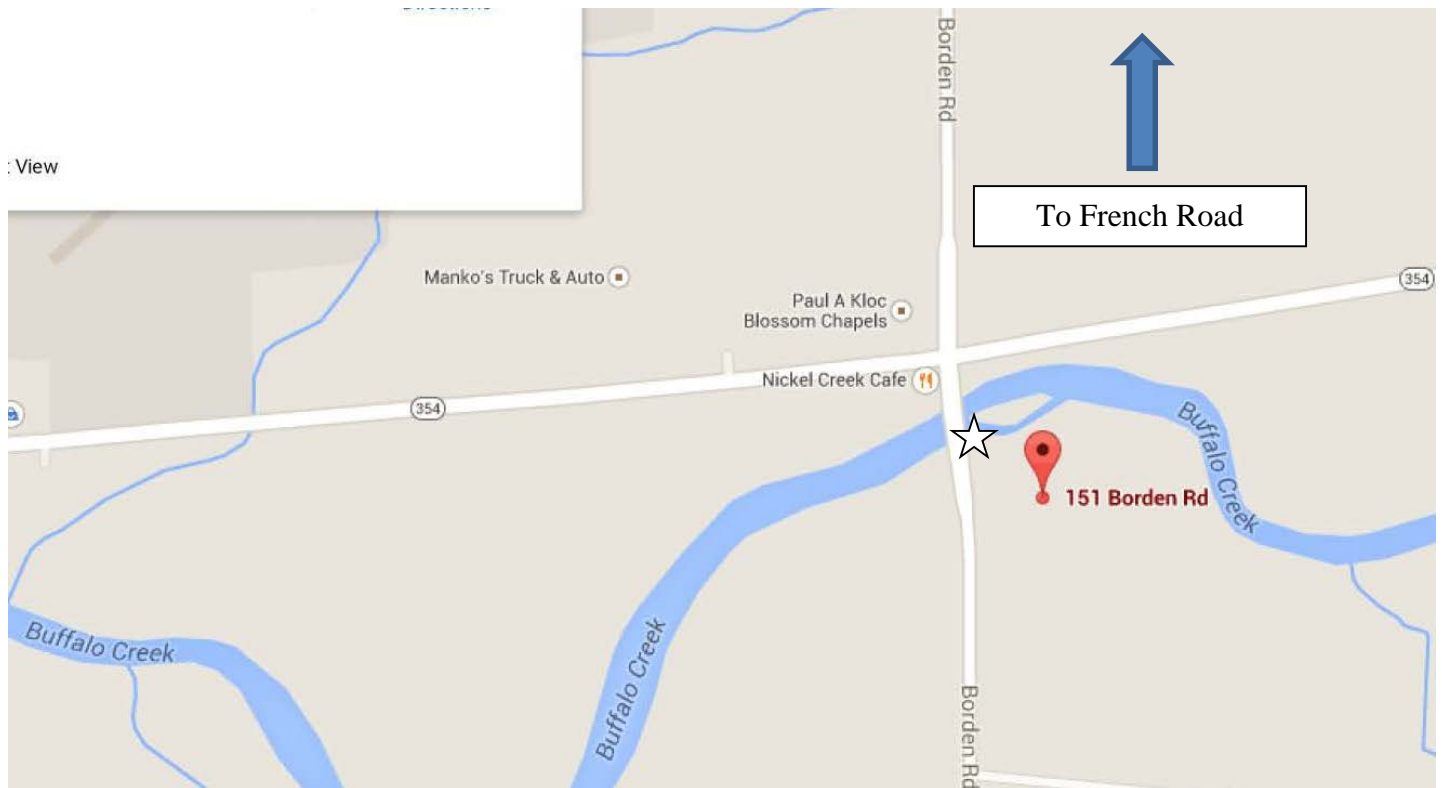 Borden Rd
: View
To French Road
Manko's Truck & Auto
354
Paul A Kloc
Blossom Chapels
Nickel Creek Cafe
354
Buffalo Creek
151 Borden Rd
Buffalo Creek
Buffalo Creek
Borden Rd